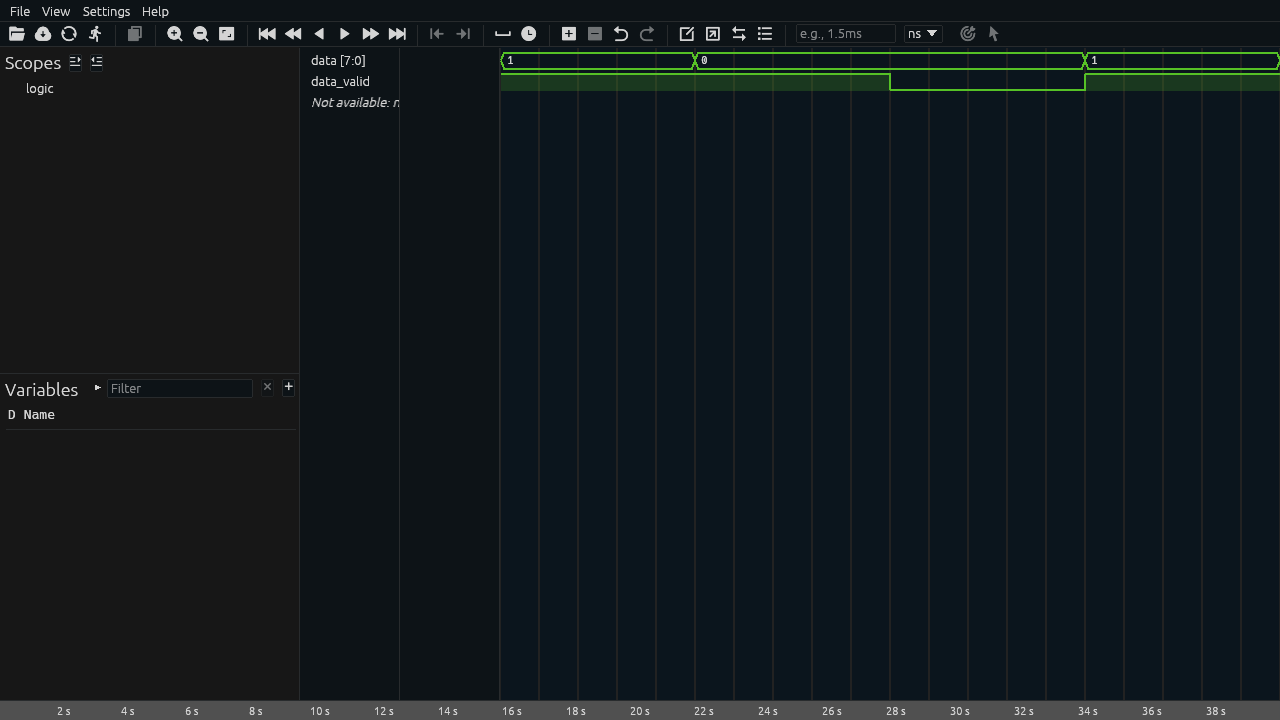 File View Settings Help
e.g., 1.5ms ns
Scopes
logic
data [7:0]
data_valid
Not available: r
1 0 1
Variables Filter
D Name
2 s 4 s 6 s 8 s 10 s 12 s 14 s 16 s 18 s 20 s 22 s 24 s 26 s 28 s 30 s 32 s 34 s 36 s 38 s